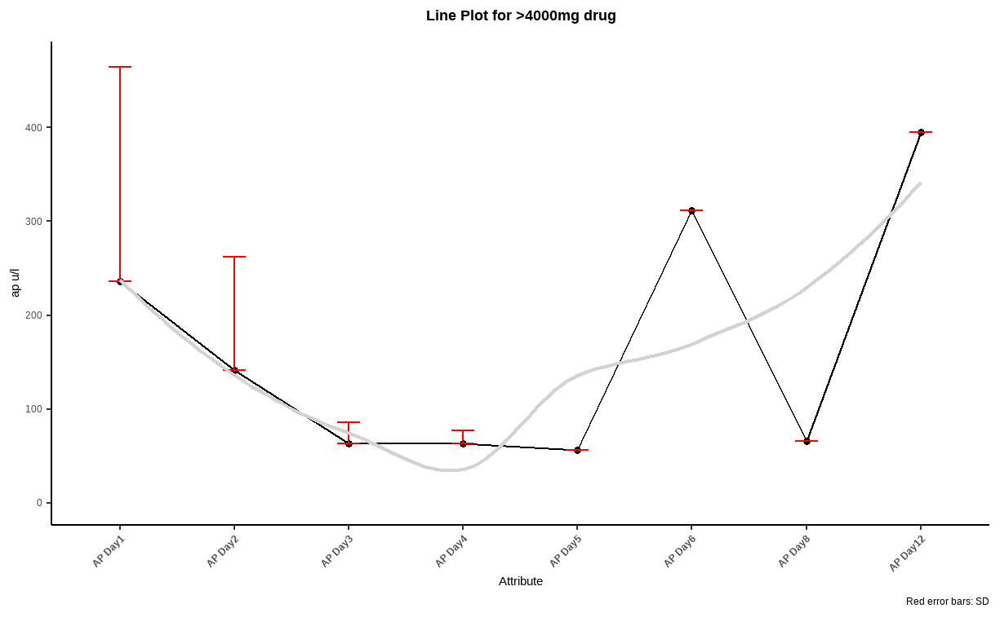 Line Plot for >4000mg drug
ap u/l
400
300
200
100
0
AP Day1
AP Day2
AP Day3
AP Day4
AP Day5
AP Day6
AP Day8
AP Day12
Attribute
Red error bars: SD